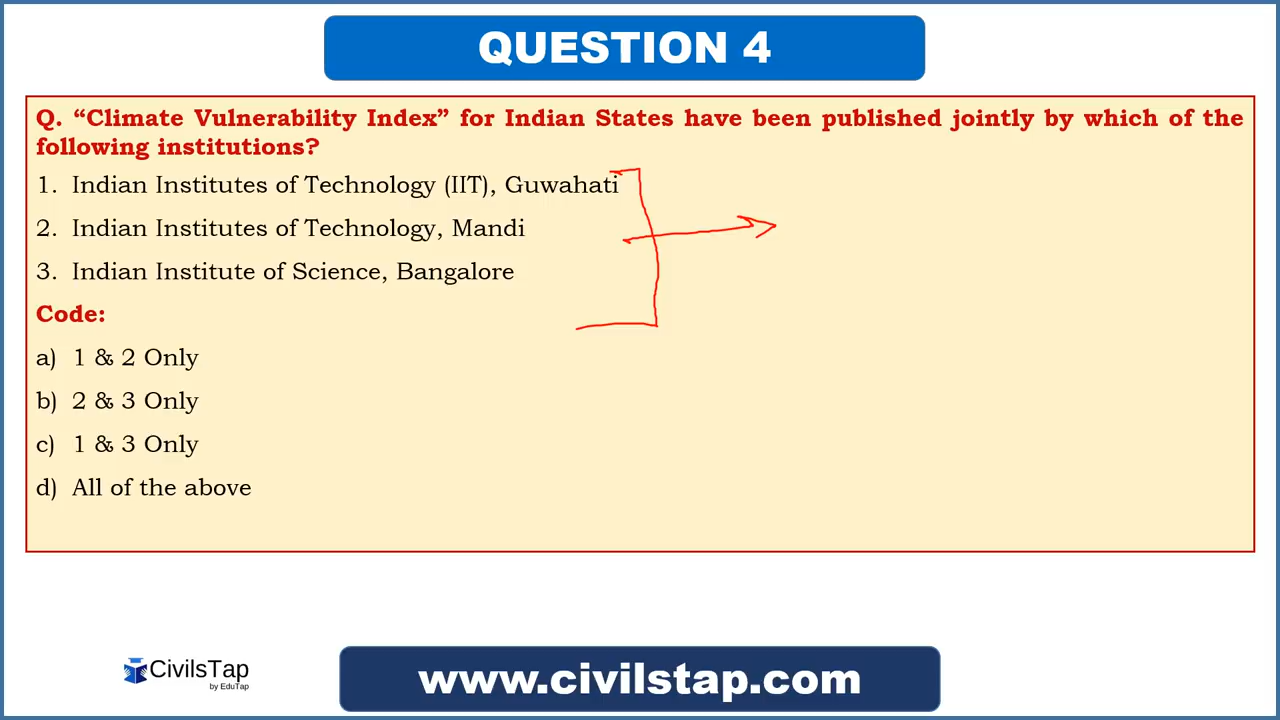 QUESTION 4
Q. “Climate Vulnerability Index” for Indian States have been published jointly by which of the
following institutions?
1. Indian Institutes of Technology (IIT), Guwahati
2. Indian Institutes of Technology, Mandi
3. Indian Institute of Science, Bangalore
Code:
a) 1 & 2 Only
b) 2 & 3 Only
c) 1 & 3 Only
d) All of the above
CivilsTap
by EduTap
www.civilstap.com